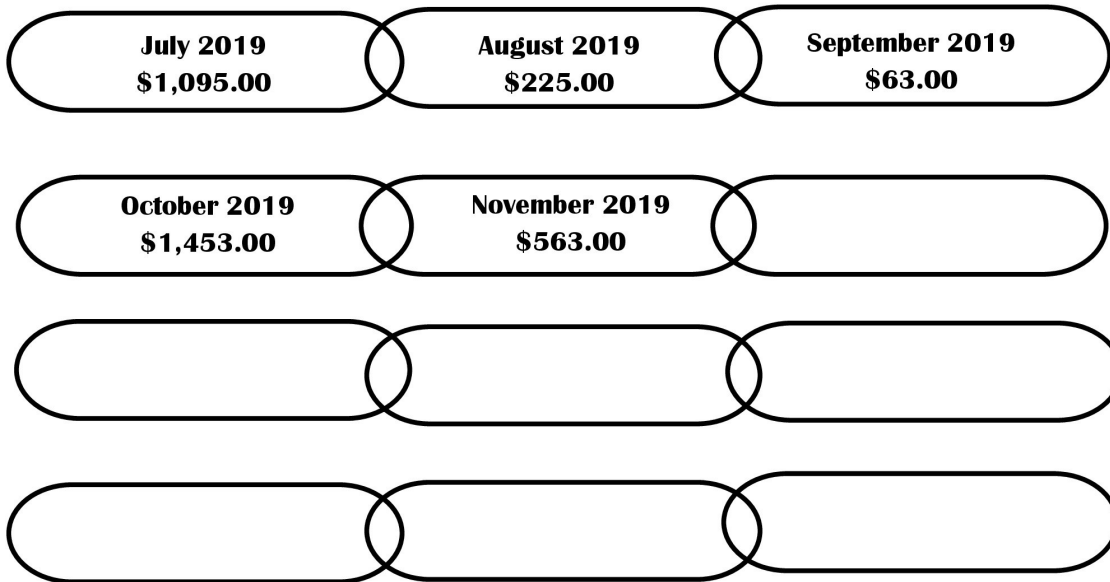 July 2019
$1,095.00
August 2019
$225.00
September 2019
$63.00
October 2019
$1,453.00
November 2019
$563.00